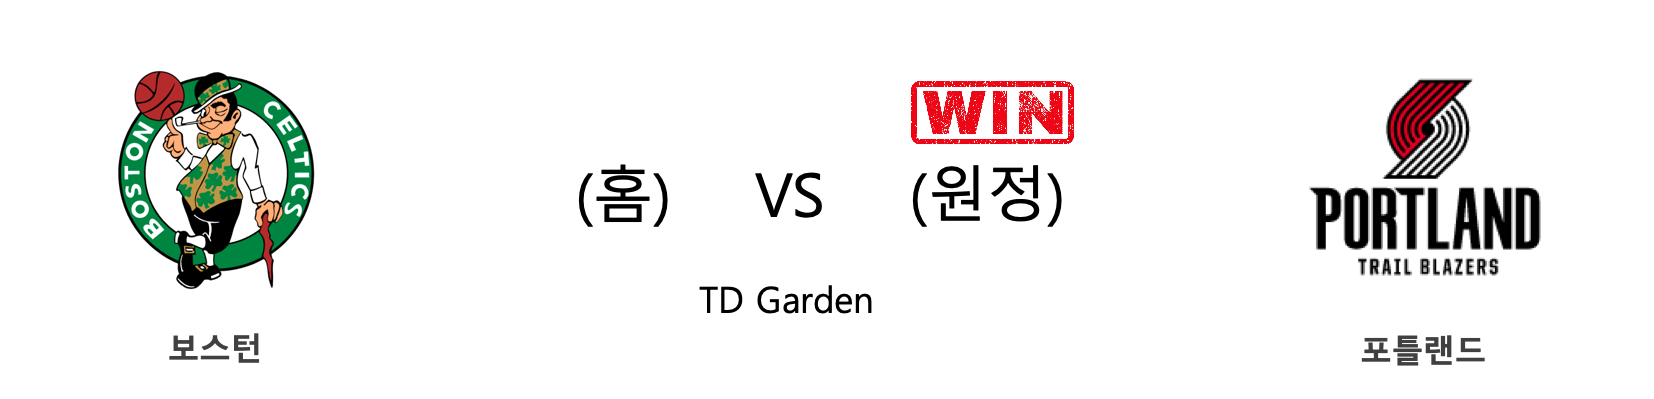 BOSTON CELTICS
WIN
(홈) VS (원정)
PORTLAND
TRAIL BLAZERS
TD Garden
보스턴
포틀랜드